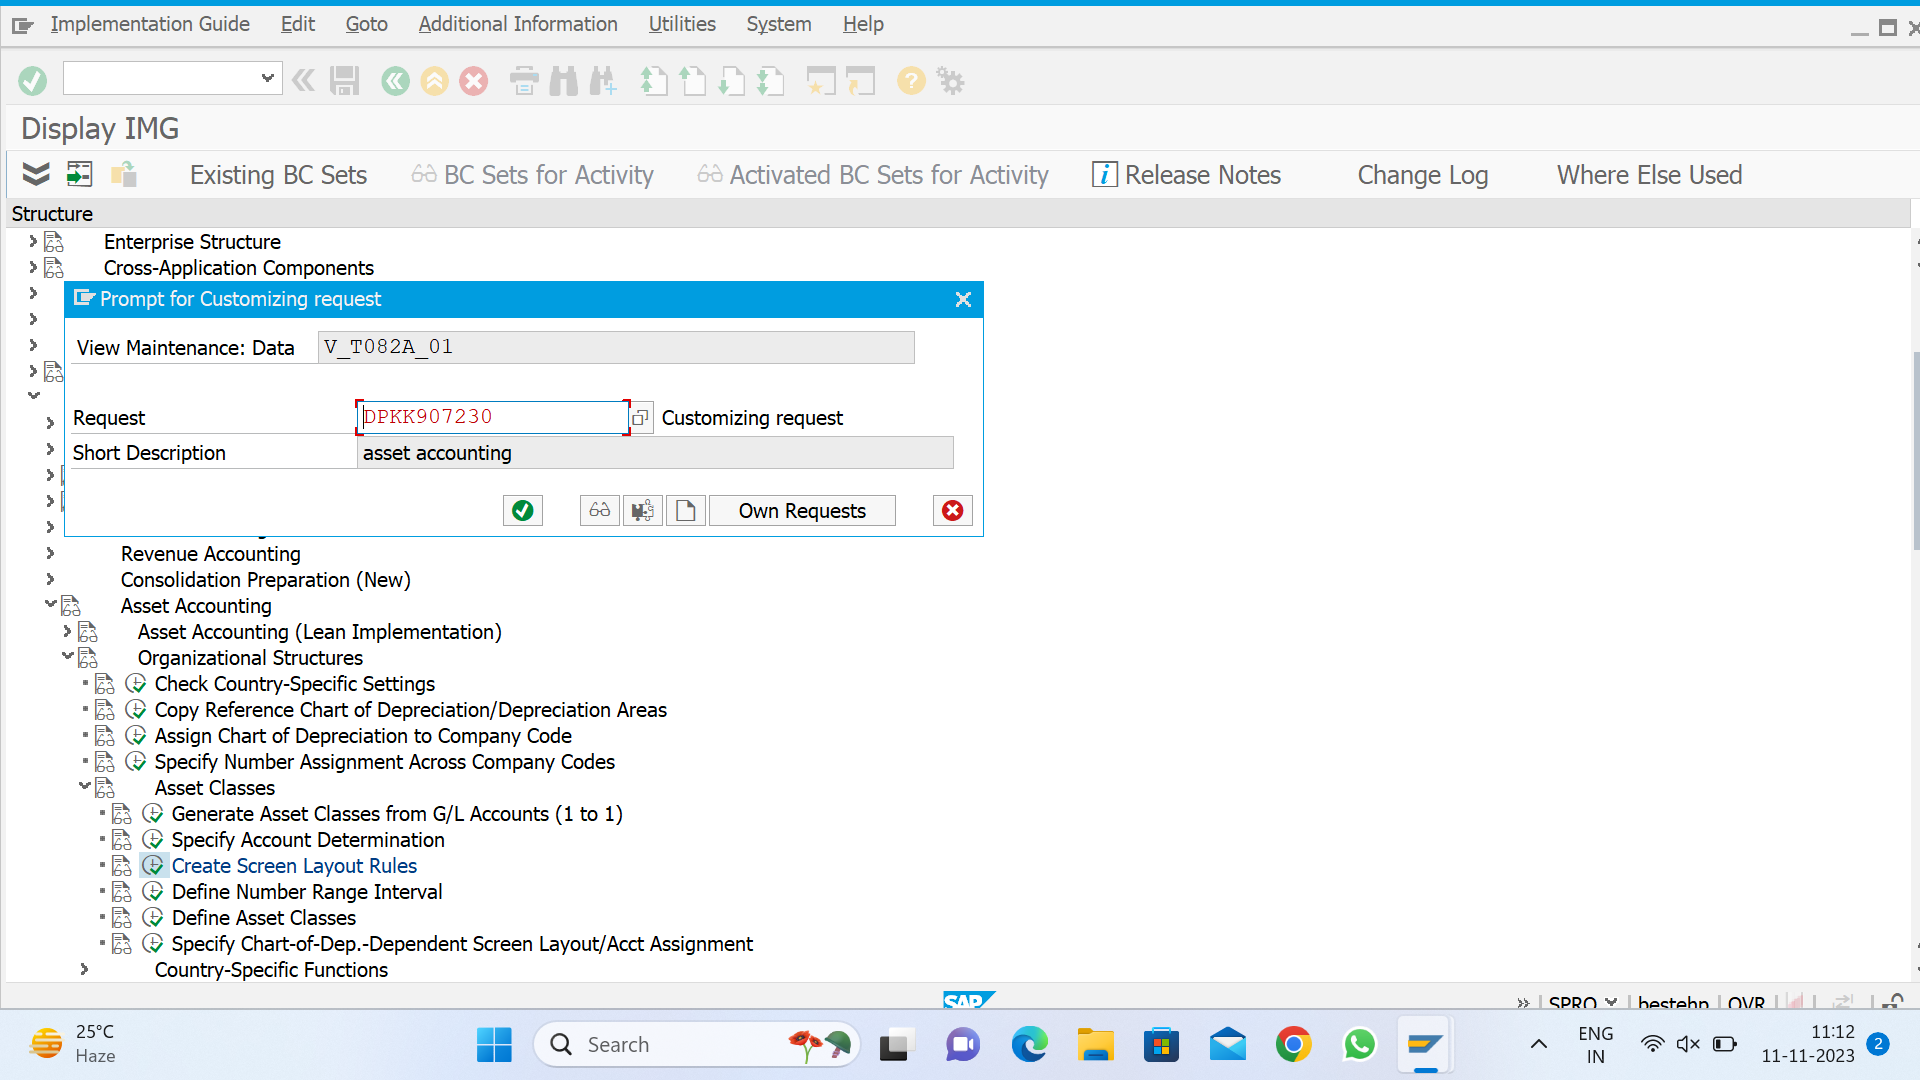 Implementation Guide Edit Goto Additional Information Utilities System Help
Display IMG
Existing BC Sets BC Sets for Activity Activated BC Sets for Activity i Release Notes Change Log Where Else Used
Structure
Enterprise Structure
Cross-Application Components
Prompt for Customizing request
View Maintenance: Data V_T082A_01
Request DPKK907230 Customizing request
Short Description asset accounting
Own Requests
Revenue Accounting
Consolidation Preparation (New)
Asset Accounting
Asset Accounting (Lean Implementation)
Organizational Structures
Check Country-Specific Settings
Copy Reference Chart of Depreciation/Depreciation Areas
Assign Chart of Depreciation to Company Code
Specify Number Assignment Across Company Codes
Asset Classes
Generate Asset Classes from G/L Accounts (1 to 1)
Specify Account Determination
Create Screen Layout Rules
Define Number Range Interval
Define Asset Classes
Specify Chart-of-Dep.-Dependent Screen Layout/Acct Assignment
Country-Specific Functions
SAP SPRO bestehp OVR
25°C
Haze
Search
ENG
IN
11:12
11-11-2023
2